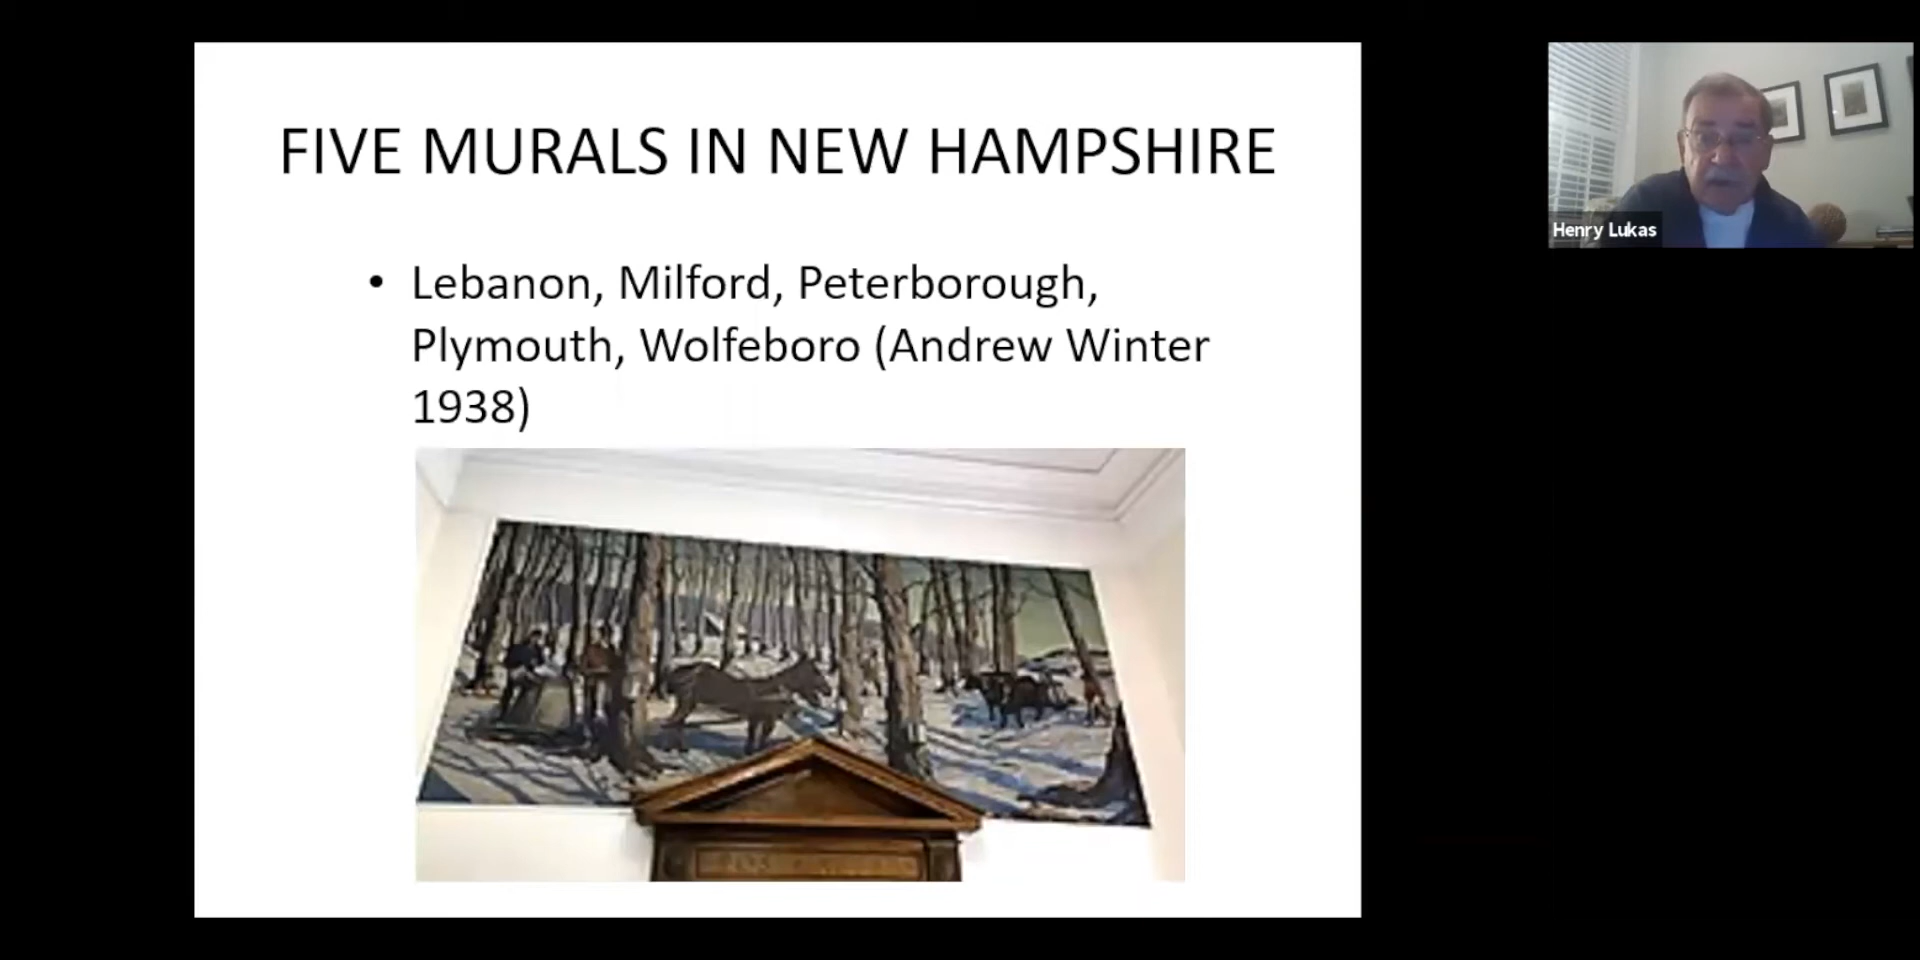 FIVE MURALS IN NEW HAMPSHIRE
• Lebanon, Milford, Peterborough,
Plymouth, Wolfeboro (Andrew Winter
1938)
Henry Lukas